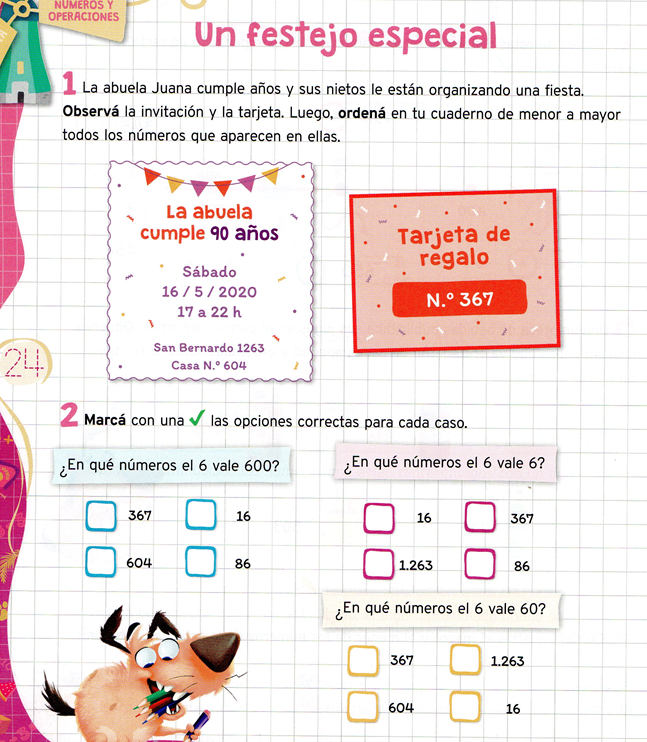 NÚMEROS Y
OPERACIONES
Un festejo especial
1 La abuela Juana cumple años y sus nietos le están organizando una fiesta.
Observá la invitación y la tarjeta. Luego, ordená en tu cuaderno de menor a mayor
todos los números que aparecen en ellas.
La abuela
cumple 90 años
Sábado
16 / 5 / 2020
17 a 22 h
San Bernardo 1263
Casa N.º 604
Tarjeta de
regalo
N.º 367
24
2 Marcá con una ✓ las opciones correctas para cada caso.
¿En qué números el 6 vale 600?
367 16
604 86
¿En qué números el 6 vale 6?
16 367
1.263 86
¿En qué números el 6 vale 60?
367 1.263
604 16